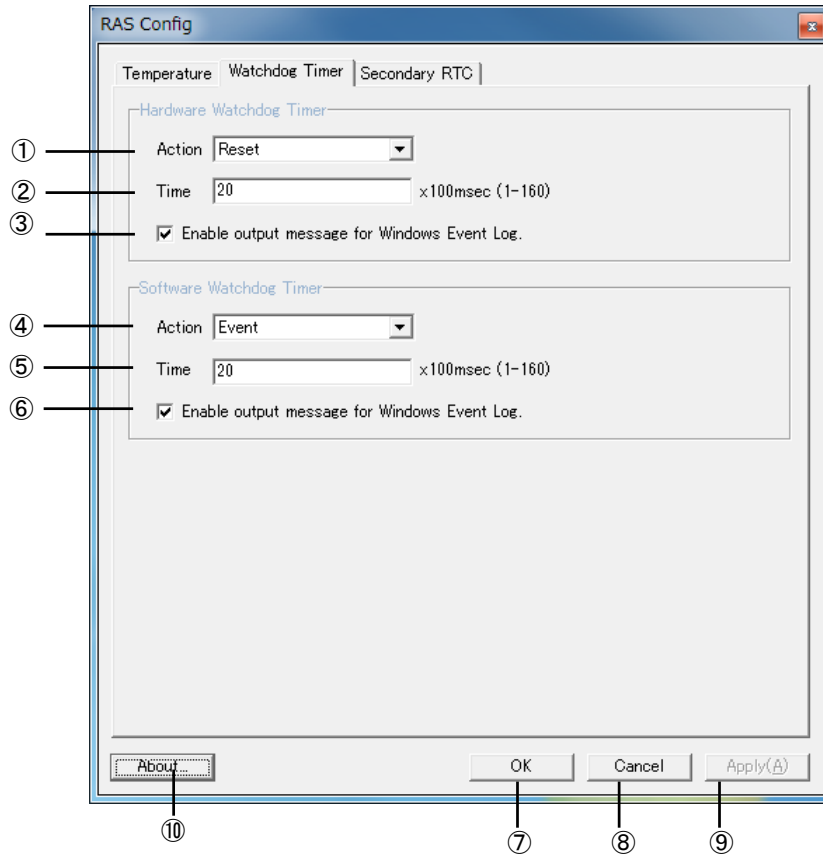 RAS Config
Temperature Watchdog Timer Secondary RTC
Hardware Watchdog Timer
① Action Reset
② Time 20 x100msec (1-160)
③ Enable output message for Windows Event Log.
Software Watchdog Timer
④ Action Event
⑤ Time 20 x100msec (1-160)
⑥ Enable output message for Windows Event Log.
About... OK Cancel Apply(A)
⑩ ⑦ ⑧ ⑨